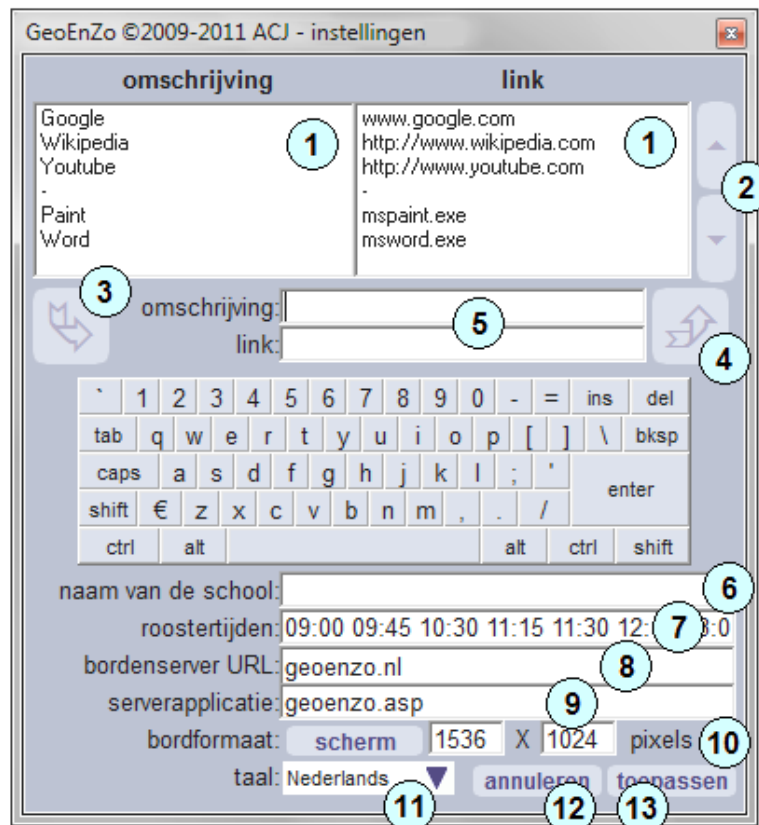 GeoEnZo ©2009-2011 ACJ - instellingen
omschrijving link
Google www.google.com
Wikipedia http://www.wikipedia.com
Youtube http://www.youtube.com
- -
Paint mspaint.exe
Word msword.exe
1 1
2
3
omschrijving:
5
link:
4
` 1 2 3 4 5 6 7 8 9 0 - = ins del
tab q w e r t y u i o p [ ] \ bksp
caps a s d f g h j k l ; ' enter
shift € z x c v b n m , . /
ctrl alt alt ctrl shift
naam van de school: 6
roostertijden: 09:00 09:45 10:30 11:15 11:30 12: 7 :0
bordenserver URL: geoenzo.nl 8
serverapplicatie: geoenzo.asp 9
bordformaat: scherm 1536 X 1024 pixels 10
taal: Nederlands annuleren toepassen
11 12 13